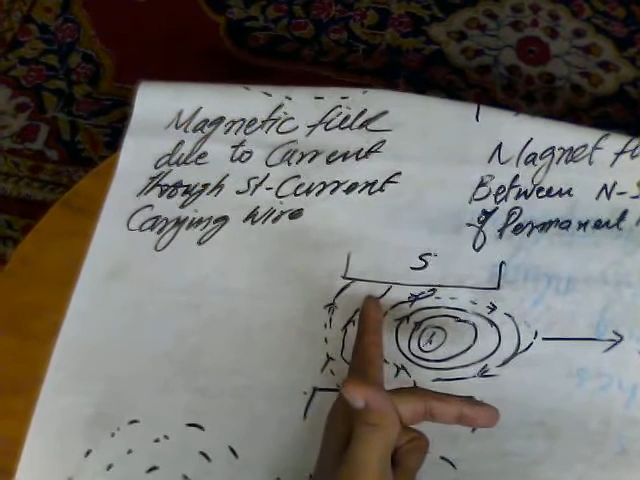 Magnetic field
due to Current
through St-Current
Carrying wire
Magnet
Between N-S
of Permanent
S